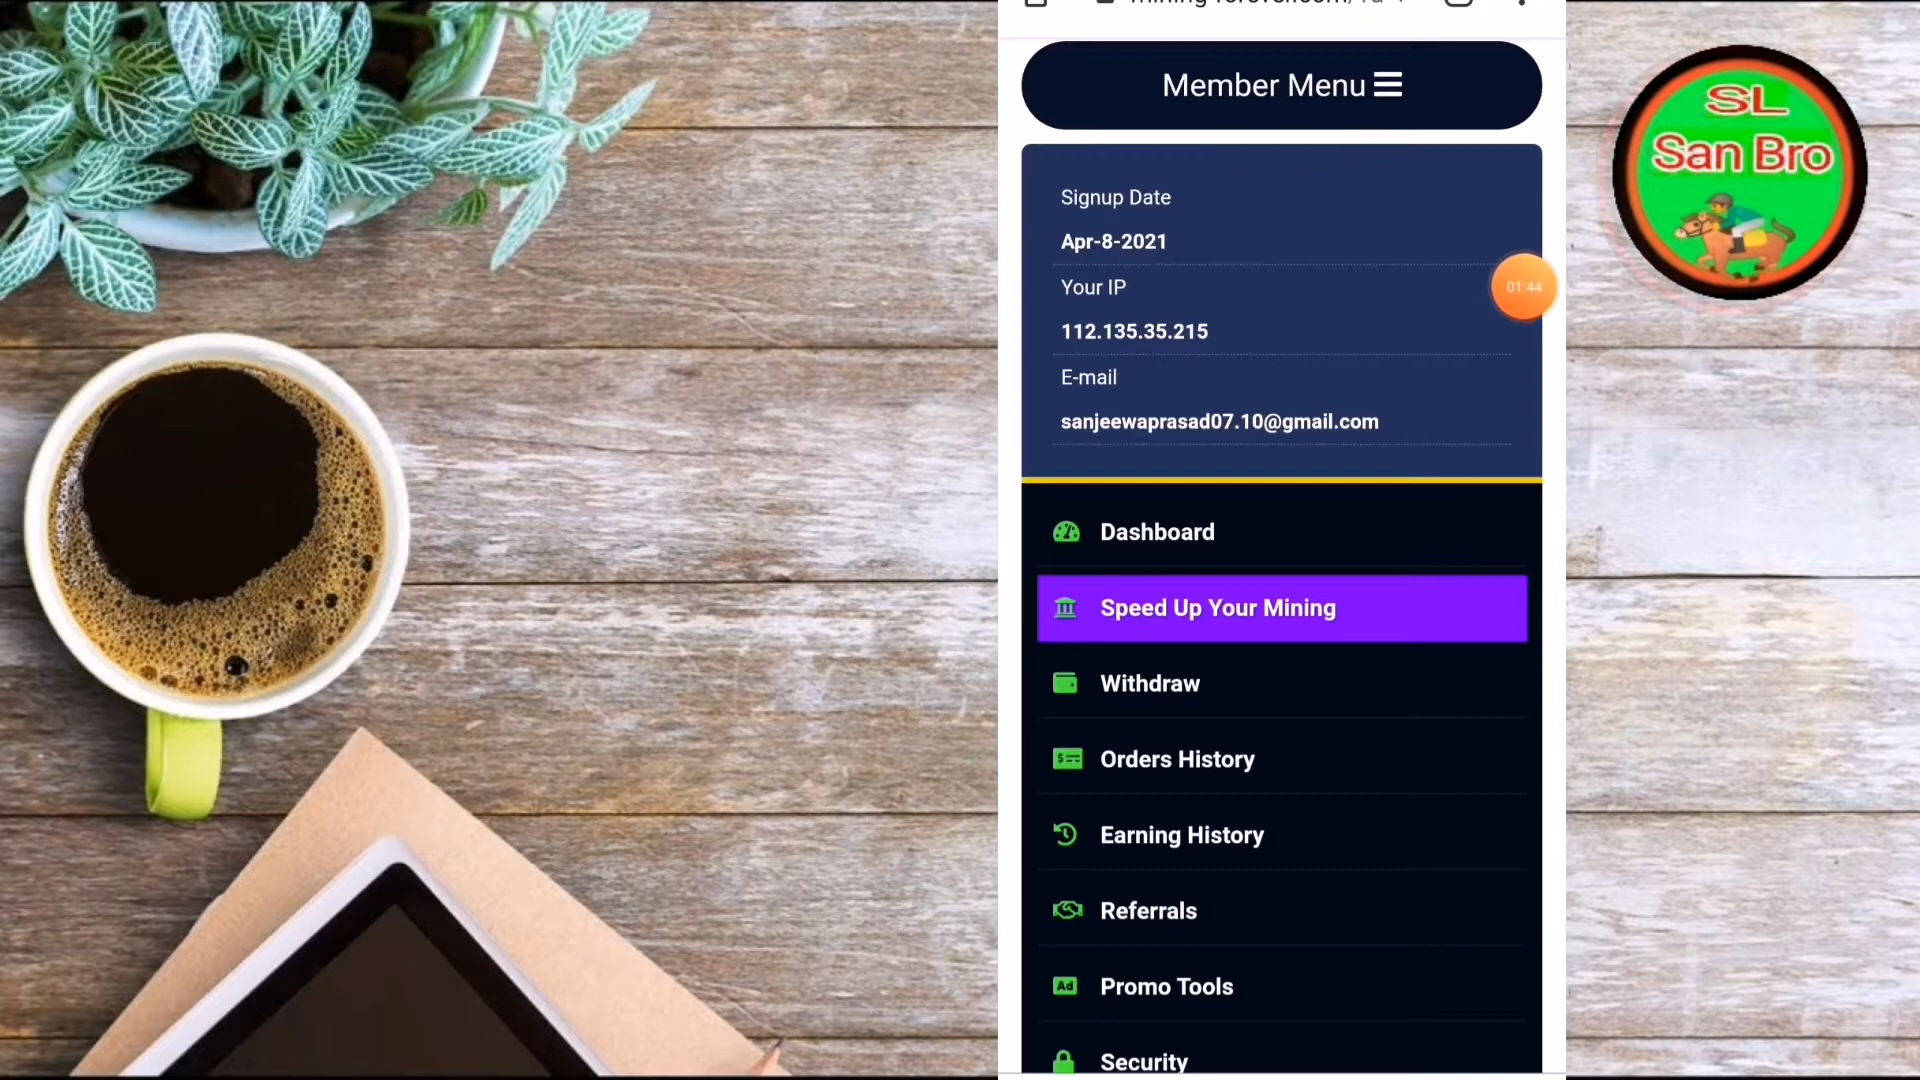 Member Menu
SL
San Bro
Signup Date
Apr-8-2021
Your IP
01:44
112.135.35.215
E-mail
sanjeewaprasad07.10@gmail.com
Dashboard
Speed Up Your Mining
Withdraw
Orders History
Earning History
Referrals
Ad
Promo Tools
Security